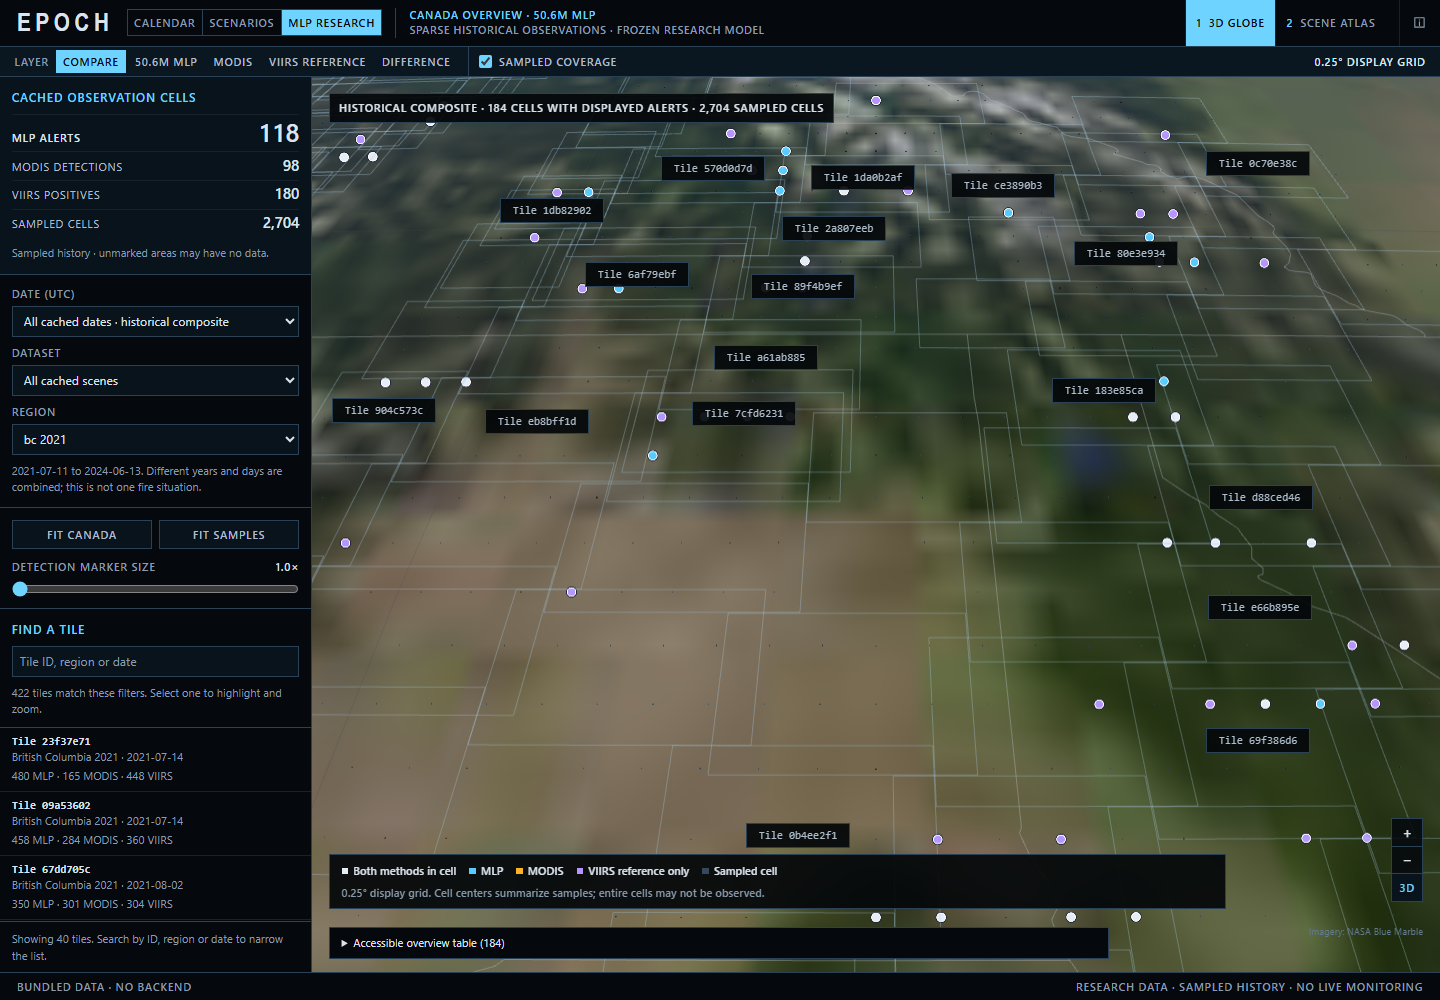 EPOCH
CALENDAR
SCENARIOS
MLP RESEARCH
CANADA OVERVIEW · 50.6M MLP
SPARSE HISTORICAL OBSERVATIONS · FROZEN RESEARCH MODEL
1 3D GLOBE
2 SCENE ATLAS
LAYER
COMPARE
50.6M MLP
MODIS
VIIRS REFERENCE
DIFFERENCE
SAMPLED COVERAGE
0.25° DISPLAY GRID
CACHED OBSERVATION CELLS
MLP ALERTS 118
MODIS DETECTIONS 98
VIIRS POSITIVES 180
SAMPLED CELLS 2,704
Sampled history · unmarked areas may have no data.
DATE (UTC)
All cached dates · historical composite
DATASET
All cached scenes
REGION
bc 2021
2021-07-11 to 2024-06-13. Different years and days are
combined; this is not one fire situation.
FIT CANADA
FIT SAMPLES
DETECTION MARKER SIZE 1.0×
FIND A TILE
Tile ID, region or date
422 tiles match these filters. Select one to highlight and
zoom.
Tile 23f37e71
British Columbia 2021 · 2021-07-14
480 MLP · 165 MODIS · 448 VIIRS
Tile 09a53602
British Columbia 2021 · 2021-07-14
458 MLP · 284 MODIS · 360 VIIRS
Tile 67dd705c
British Columbia 2021 · 2021-08-02
350 MLP · 301 MODIS · 304 VIIRS
Showing 40 tiles. Search by ID, region or date to narrow
the list.
HISTORICAL COMPOSITE · 184 CELLS WITH DISPLAYED ALERTS · 2,704 SAMPLED CELLS
Tile 570d0d7d
Tile 1da0b2af
Tile ce3890b3
Tile 0c70e38c
Tile 1db82902
Tile 2a807eeb
Tile 80e3e934
Tile 6af79ebf
Tile 89f4b9ef
Tile a61ab885
Tile 183e85ca
Tile 904c573c
Tile eb8bff1d
Tile 7cfd6231
Tile d88ced46
Tile e66b895e
Tile 69f386d6
Tile 0b4ee2f1
Both methods in cell
MLP
MODIS
VIIRS reference only
Sampled cell
0.25° display grid. Cell centers summarize samples; entire cells may not be observed.
Accessible overview table (184)
+
−
3D
Imagery: NASA Blue Marble
BUNDLED DATA · NO BACKEND
RESEARCH DATA · SAMPLED HISTORY · NO LIVE MONITORING